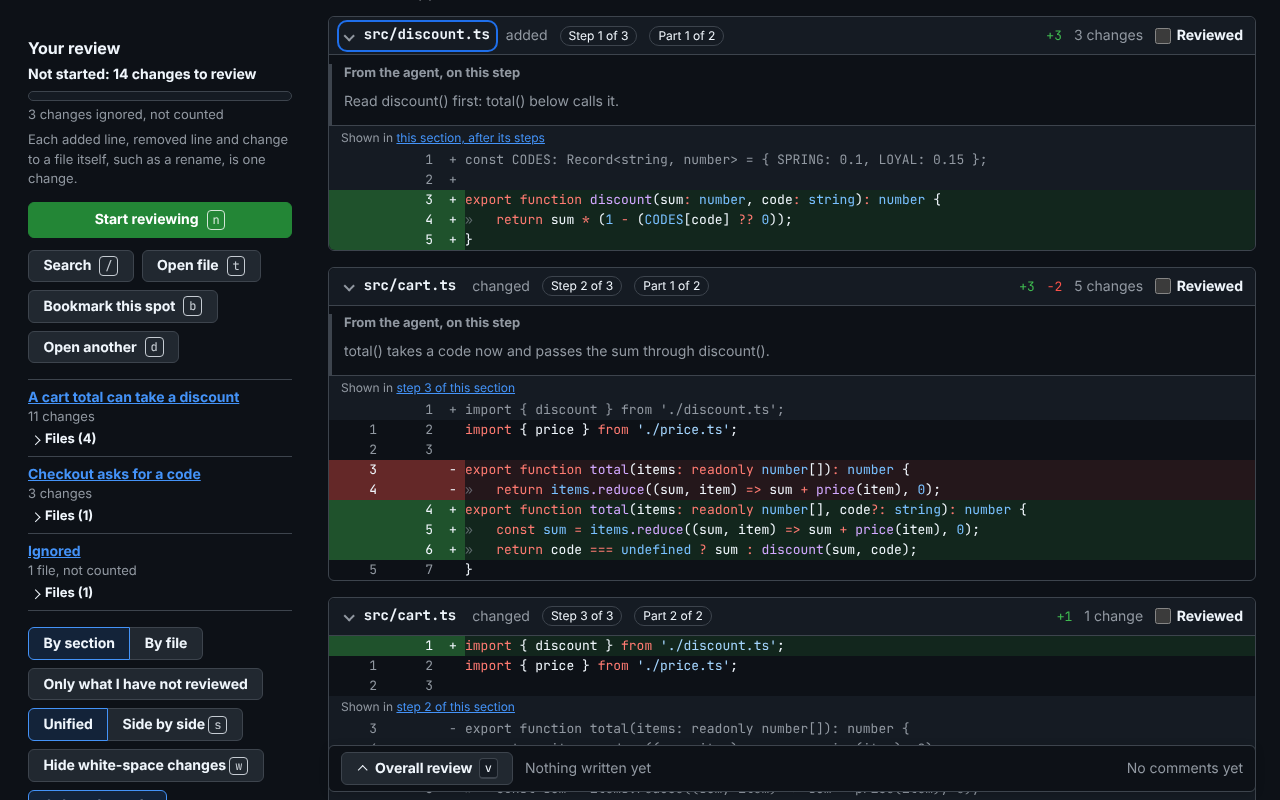 Your review
Not started: 14 changes to review
3 changes ignored, not counted
Each added line, removed line and change
to a file itself, such as a rename, is one
change.
Start reviewing n
Search / Open file t
Bookmark this spot b
Open another d
A cart total can take a discount
11 changes
Files (4)
Checkout asks for a code
3 changes
Files (1)
Ignored
1 file, not counted
Files (1)
By section By file
Only what I have not reviewed
Unified Side by side s
Hide white-space changes w
src/discount.ts added Step 1 of 3 Part 1 of 2 +3 3 changes Reviewed
From the agent, on this step
Read discount() first: total() below calls it.
Shown in this section, after its steps
1 + const CODES: Record<string, number> = { SPRING: 0.1, LOYAL: 0.15 };
2 +
3 + export function discount(sum: number, code: string): number {
4 + » return sum * (1 - (CODES[code] ?? 0));
5 + }
src/cart.ts changed Step 2 of 3 Part 1 of 2 +3 -2 5 changes Reviewed
From the agent, on this step
total() takes a code now and passes the sum through discount().
Shown in step 3 of this section
1 + import { discount } from './discount.ts';
1 2 import { price } from './price.ts';
2 3
3 - export function total(items: readonly number[]): number {
4 - » return items.reduce((sum, item) => sum + price(item), 0);
4 + export function total(items: readonly number[], code?: string): number {
5 + » const sum = items.reduce((sum, item) => sum + price(item), 0);
6 + » return code === undefined ? sum : discount(sum, code);
5 7 }
src/cart.ts changed Step 3 of 3 Part 2 of 2 +1 1 change Reviewed
1 + import { discount } from './discount.ts';
1 2 import { price } from './price.ts';
2 3
Shown in step 2 of this section
3 - export function total(items: readonly number[]): number {
Overall review v Nothing written yet No comments yet